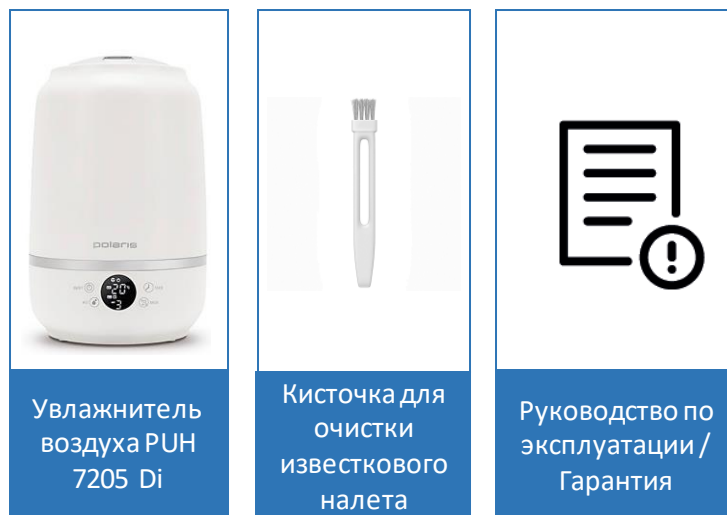 polaris
20
3
Увлажнитель
воздуха PUH
7205 Di
Кисточка для
очистки
известкового
налета
Руководство по
эксплуатации /
Гарантия